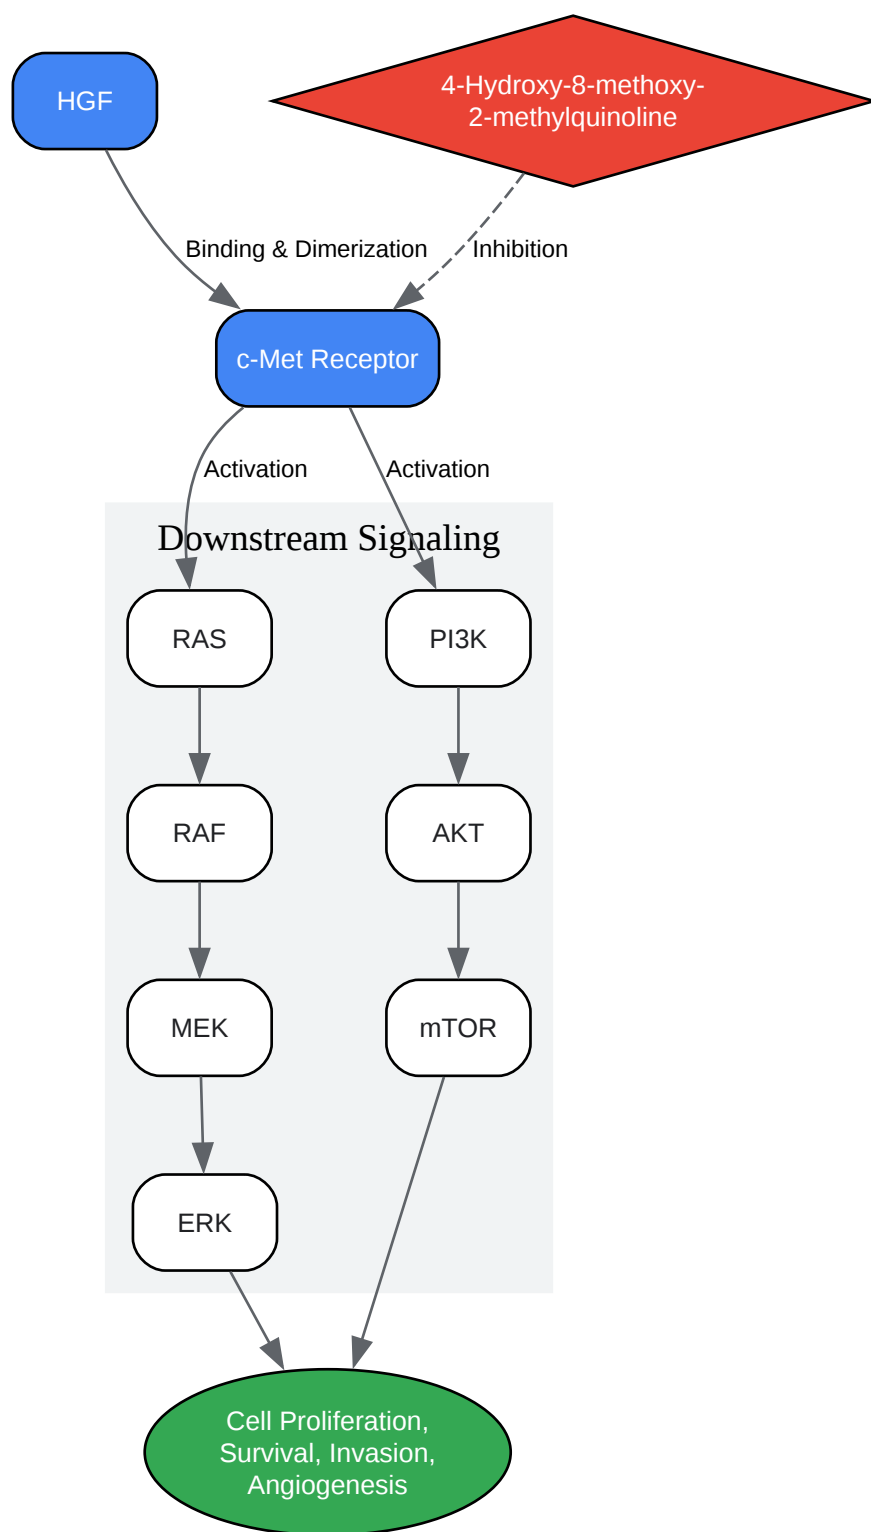 HGF
4-Hydroxy-8-methoxy-
2-methylquinoline
Binding & Dimerization
Inhibition
c-Met Receptor
Activation
Activation
Downstream Signaling
RAS
PI3K
RAF
AKT
MEK
mTOR
ERK
Cell Proliferation,
Survival, Invasion,
Angiogenesis